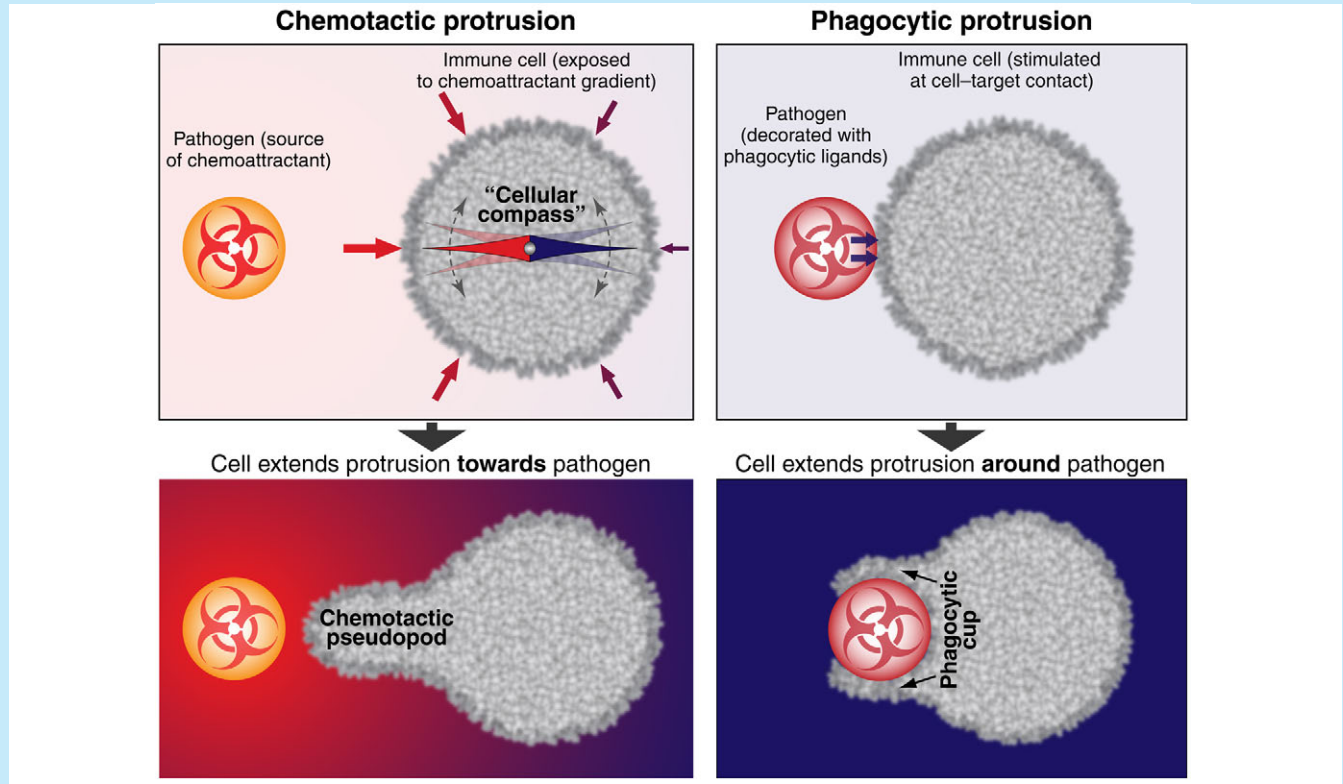 Chemotactic protrusion
Immune cell (exposed
to chemoattractant gradient)
Pathogen (source
of chemoattractant)
“Cellular
compass”
Cell extends protrusion towards pathogen
Chemotactic
pseudopod
Phagocytic protrusion
Immune cell (stimulated
at cell–target contact)
Pathogen
(decorated with
phagocytic ligands)
Cell extends protrusion around pathogen
Phagocytic
cup